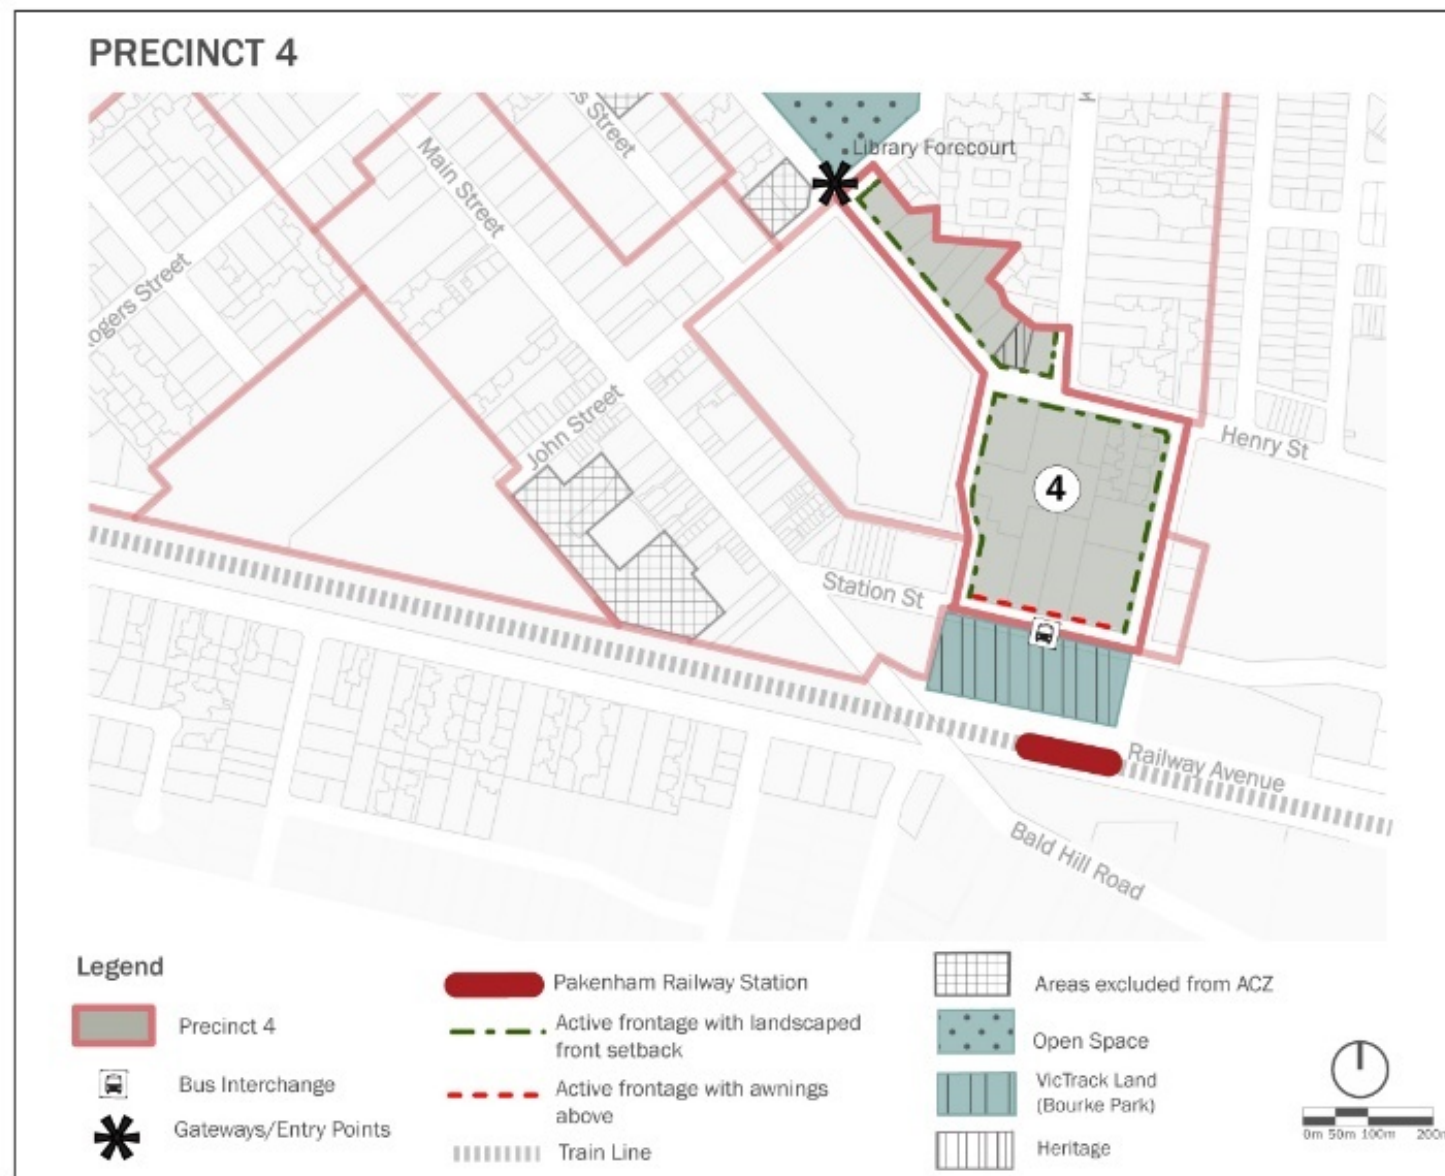 PRECINCT 4
Library Forecourt
Street
Main Street
Rogers Street
John Street
Henry St
4
Station St
Railway Avenue
Bald Hill Road
Legend
Precinct 4
Bus Interchange
Gateways/Entry Points
Pakenham Railway Station
Active frontage with landscaped
front setback
Active frontage with awnings
above
Train Line
Areas excluded from ACZ
Open Space
VicTrack Land
(Bourke Park)
Heritage
0m 50m 100m 200m